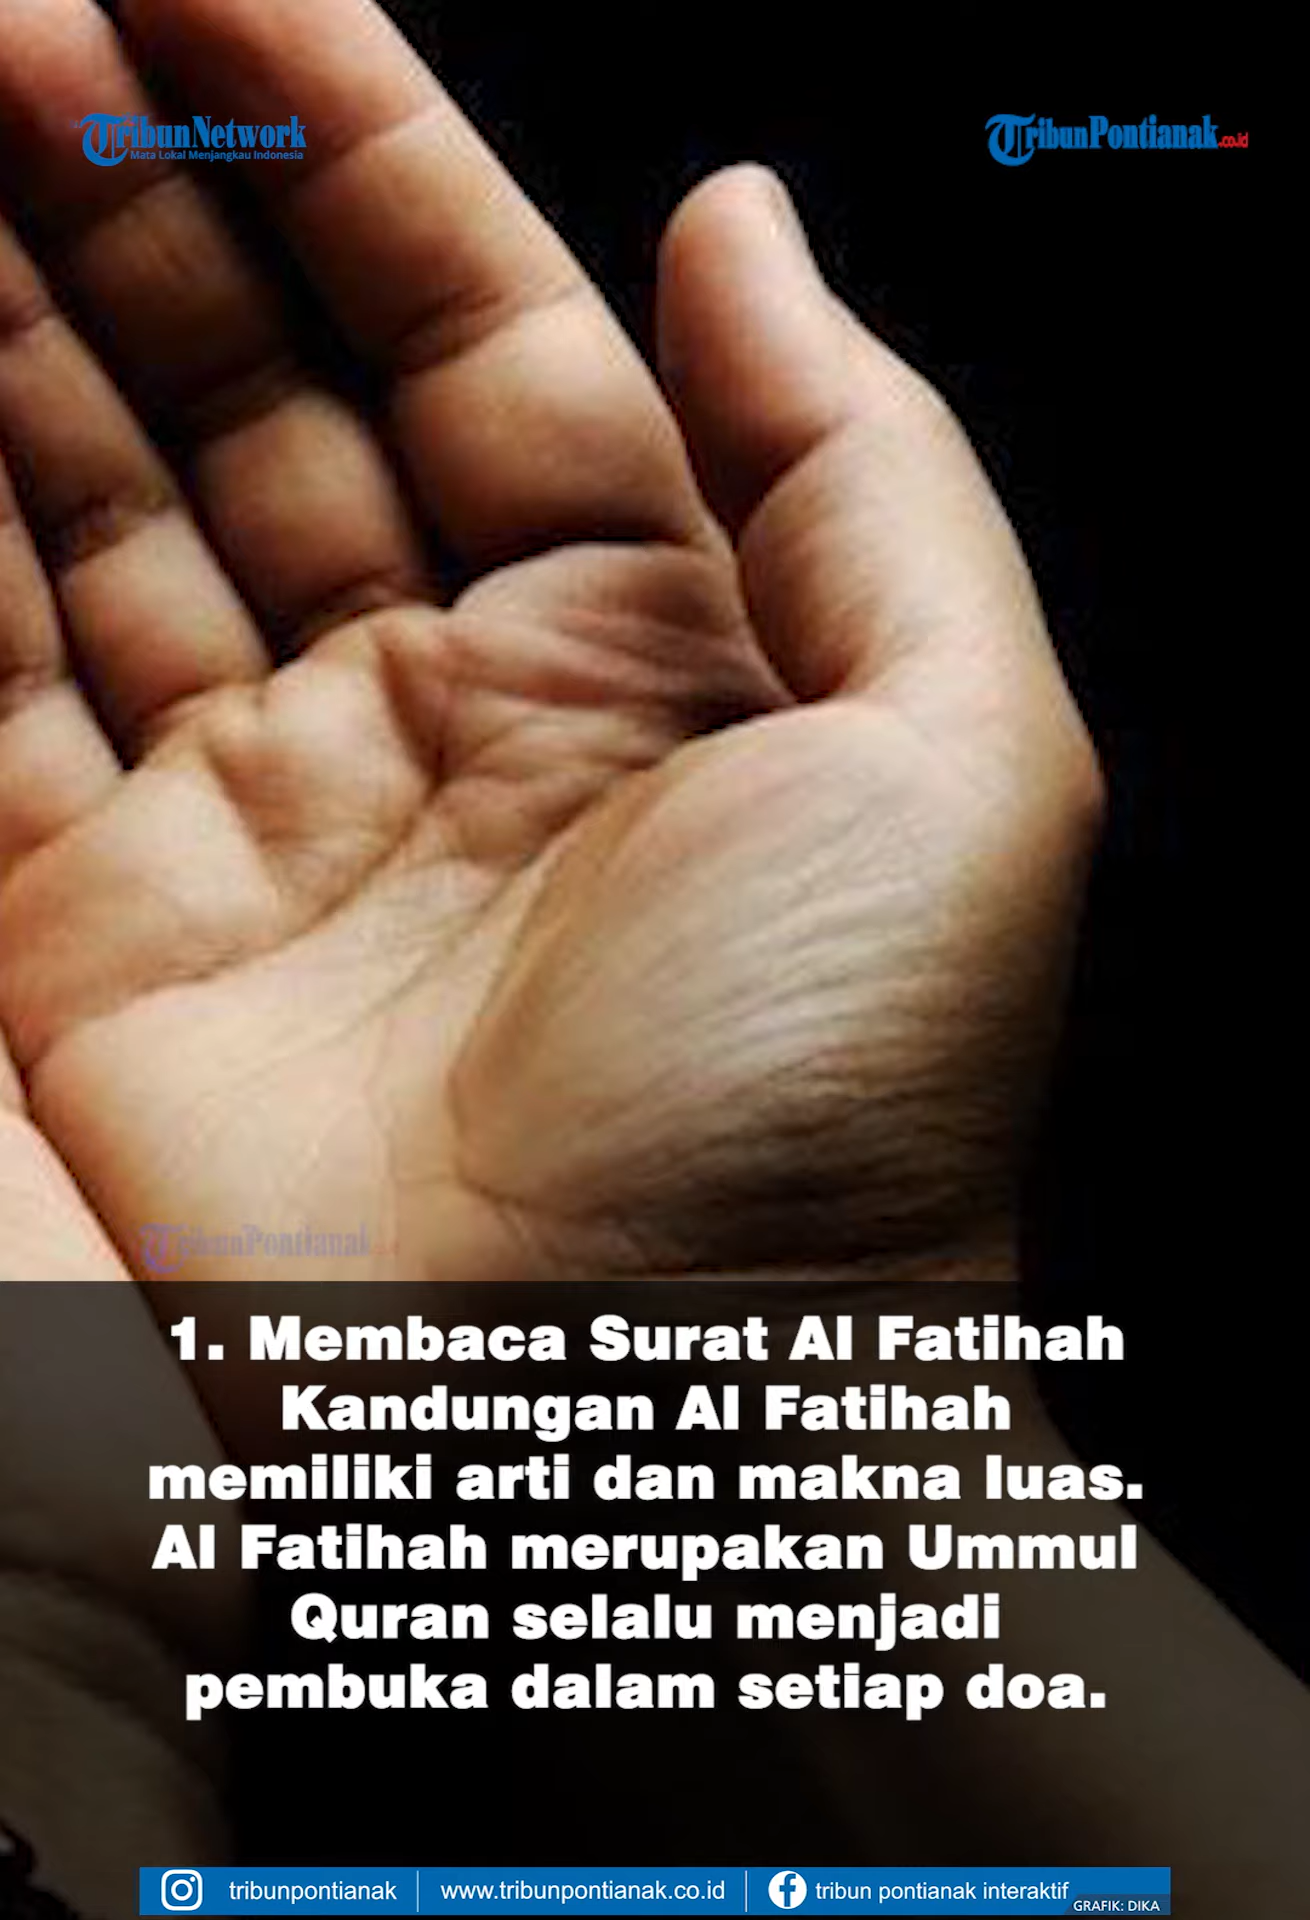 TribunNetwork
Mata Lokal Menjangkau Indonesia
TribunPontianak.co.id
TribunPontianak
1. Membaca Surat Al Fatihah
Kandungan Al Fatihah
memiliki arti dan makna luas.
Al Fatihah merupakan Ummul
Quran selalu menjadi
pembuka dalam setiap doa.
tribunpontianak
www.tribunpontianak.co.id
tribun pontianak interaktif
GRAFIK: DIKA